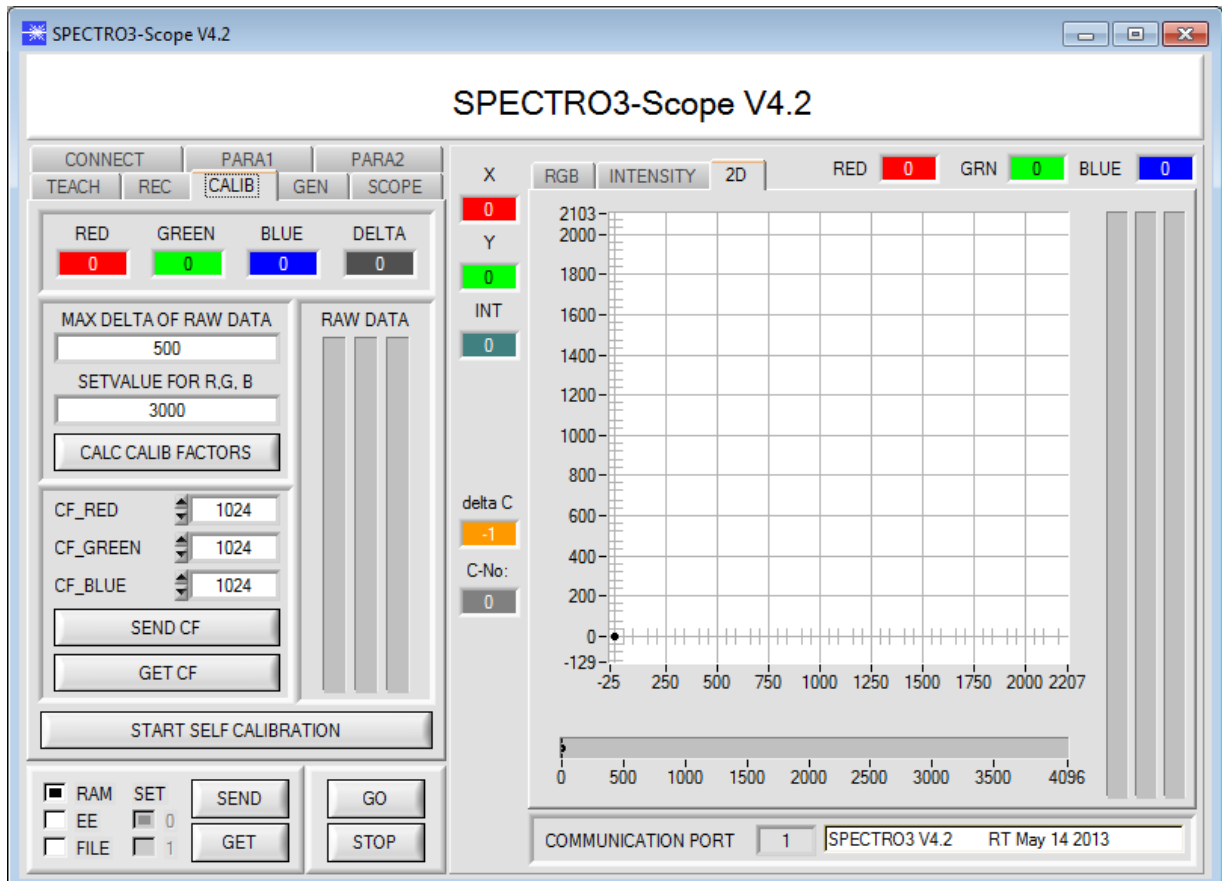 SPECTRO3-Scope V4.2
SPECTRO3-Scope V4.2
CONNECT PARA1 PARA2
TEACH REC CALIB GEN SCOPE
RED GREEN BLUE DELTA
0 0 0 0
MAX DELTA OF RAW DATA
500
SETVALUE FOR R,G, B
3000
CALC CALIB FACTORS
RAW DATA
CF_RED 1024
CF_GREEN 1024
CF_BLUE 1024
SEND CF
GET CF
START SELF CALIBRATION
RAM SET
EE 0
FILE 1
SEND
GET
GO
STOP
X
0
Y
0
INT
0
delta C
-1
C-No:
0
RGB INTENSITY 2D
RED 0 GRN 0 BLUE 0
2103
2000
1800
1600
1400
1200
1000
800
600
400
200
0
-129
-25 250 500 750 1000 1250 1500 1750 2000 2207
0 500 1000 1500 2000 2500 3000 3500 4096
COMMUNICATION PORT 1 SPECTRO3 V4.2 RT May 14 2013